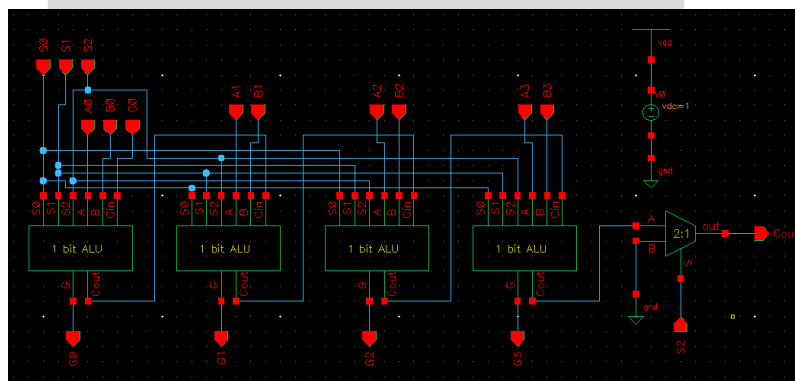 S0 S1 S2
A0 B0 C0
A1 B1
A2 B2
A3 B3
vdd
V0
vdc=1
gnd
S0 S1 S2 A B Cin
1 bit ALU
G Cout
G0
S0 S1 S2 A B Cin
1 bit ALU
G Cout
G1
S0 S1 S2 A B Cin
1 bit ALU
G Cout
G2
S0 S1 S2 A B Cin
1 bit ALU
G Cout
G3
A
B
2:1
out
S
Cout
gnd
S2